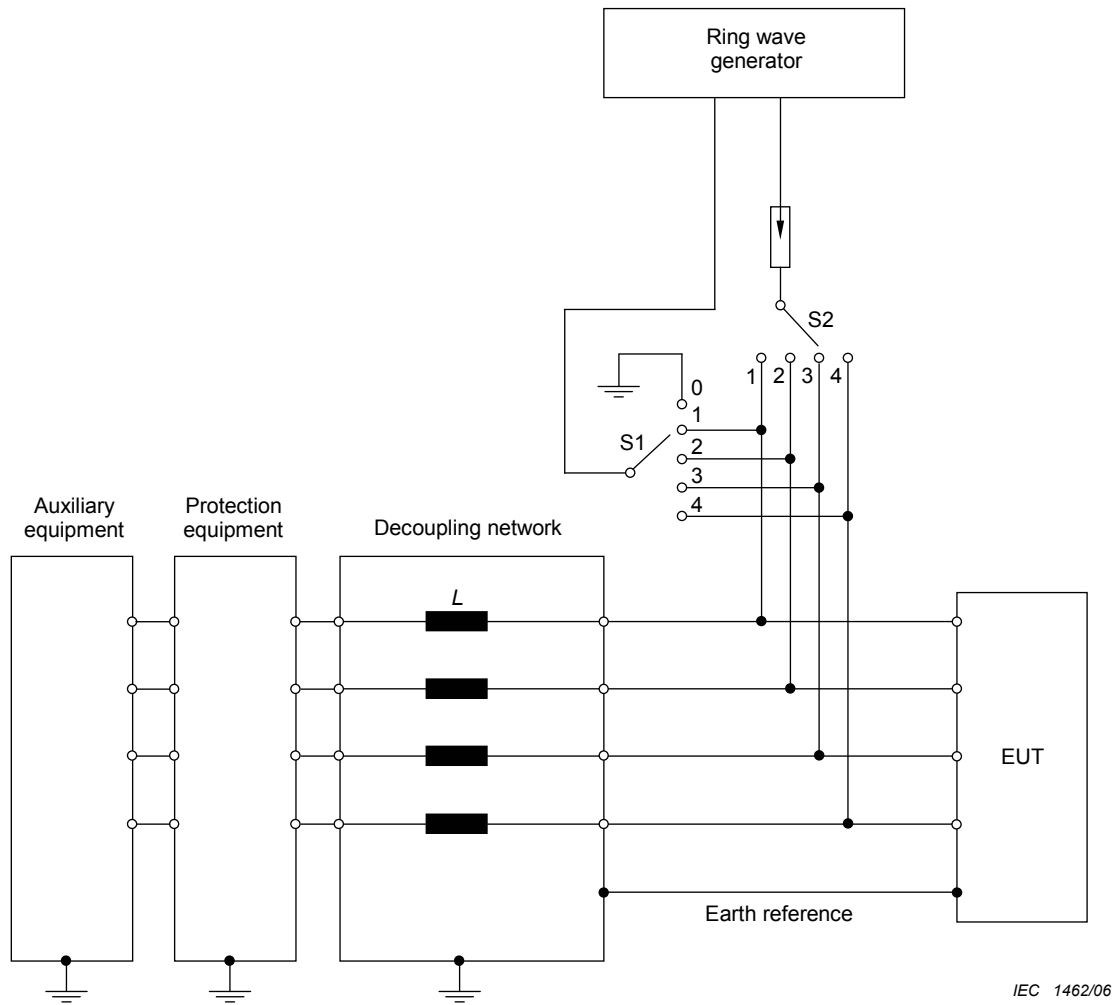 Ring wave
generator
S2
1 2 3 4
0
1
S1
2
3
4
Auxiliary
equipment
Protection
equipment
Decoupling network
L
EUT
Earth reference
IEC 1462/06